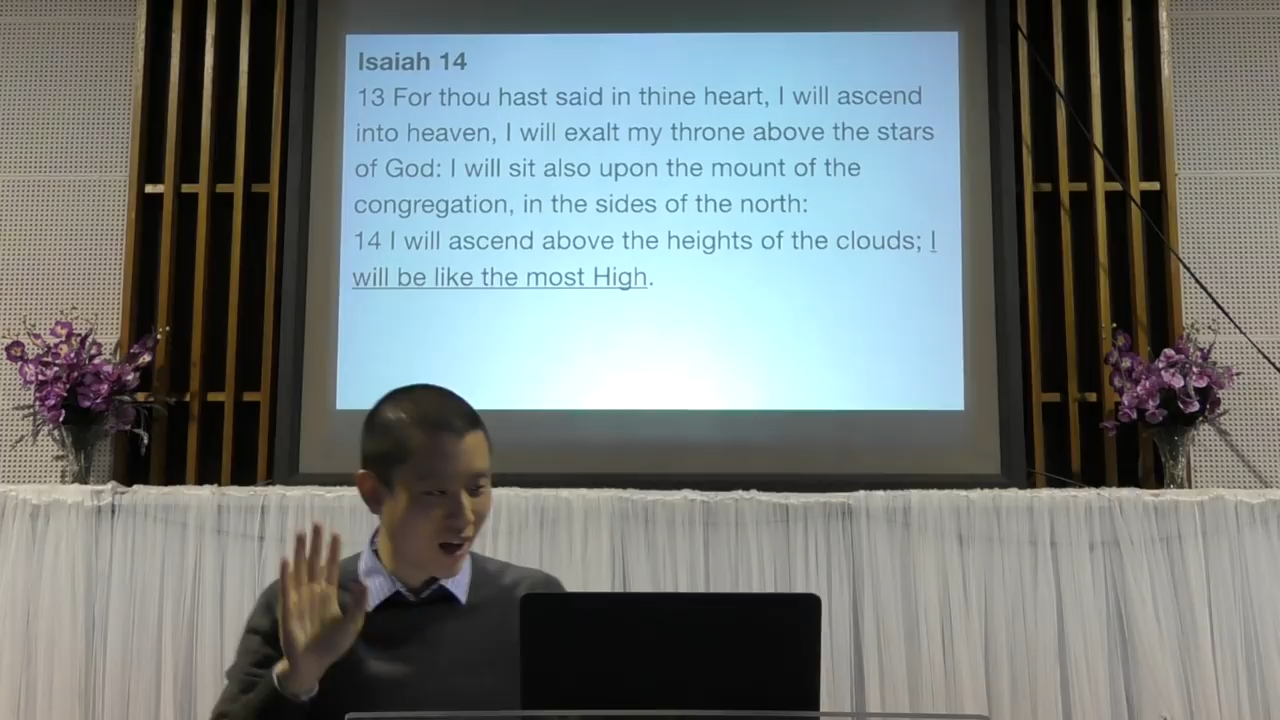 Isaiah 14
13 For thou hast said in thine heart, I will ascend
into heaven, I will exalt my throne above the stars
of God: I will sit also upon the mount of the
congregation, in the sides of the north:
14 I will ascend above the heights of the clouds; I
will be like the most High.